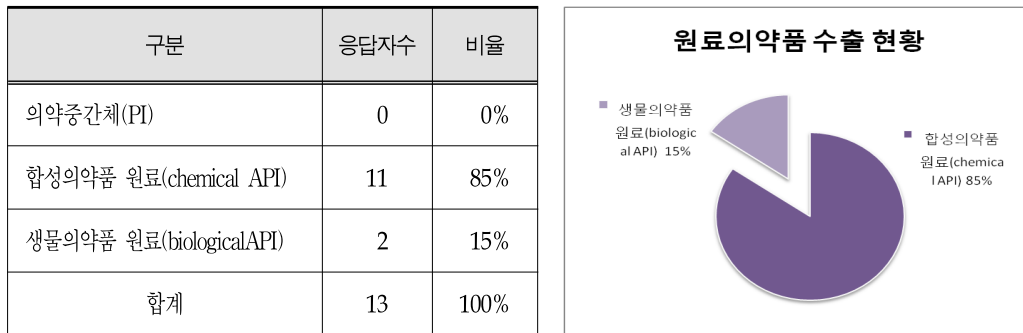 구분 응답자수 비율
의약중간체(PI) 0 0%
합성의약품 원료(chemical API) 11 85%
생물의약품 원료(biologicalAPI) 2 15%
합계 13 100%
원료의약품 수출 현황
생물의약품
원료(biologic
al API) 15%
합성의약품
원료(chemica
l API) 85%